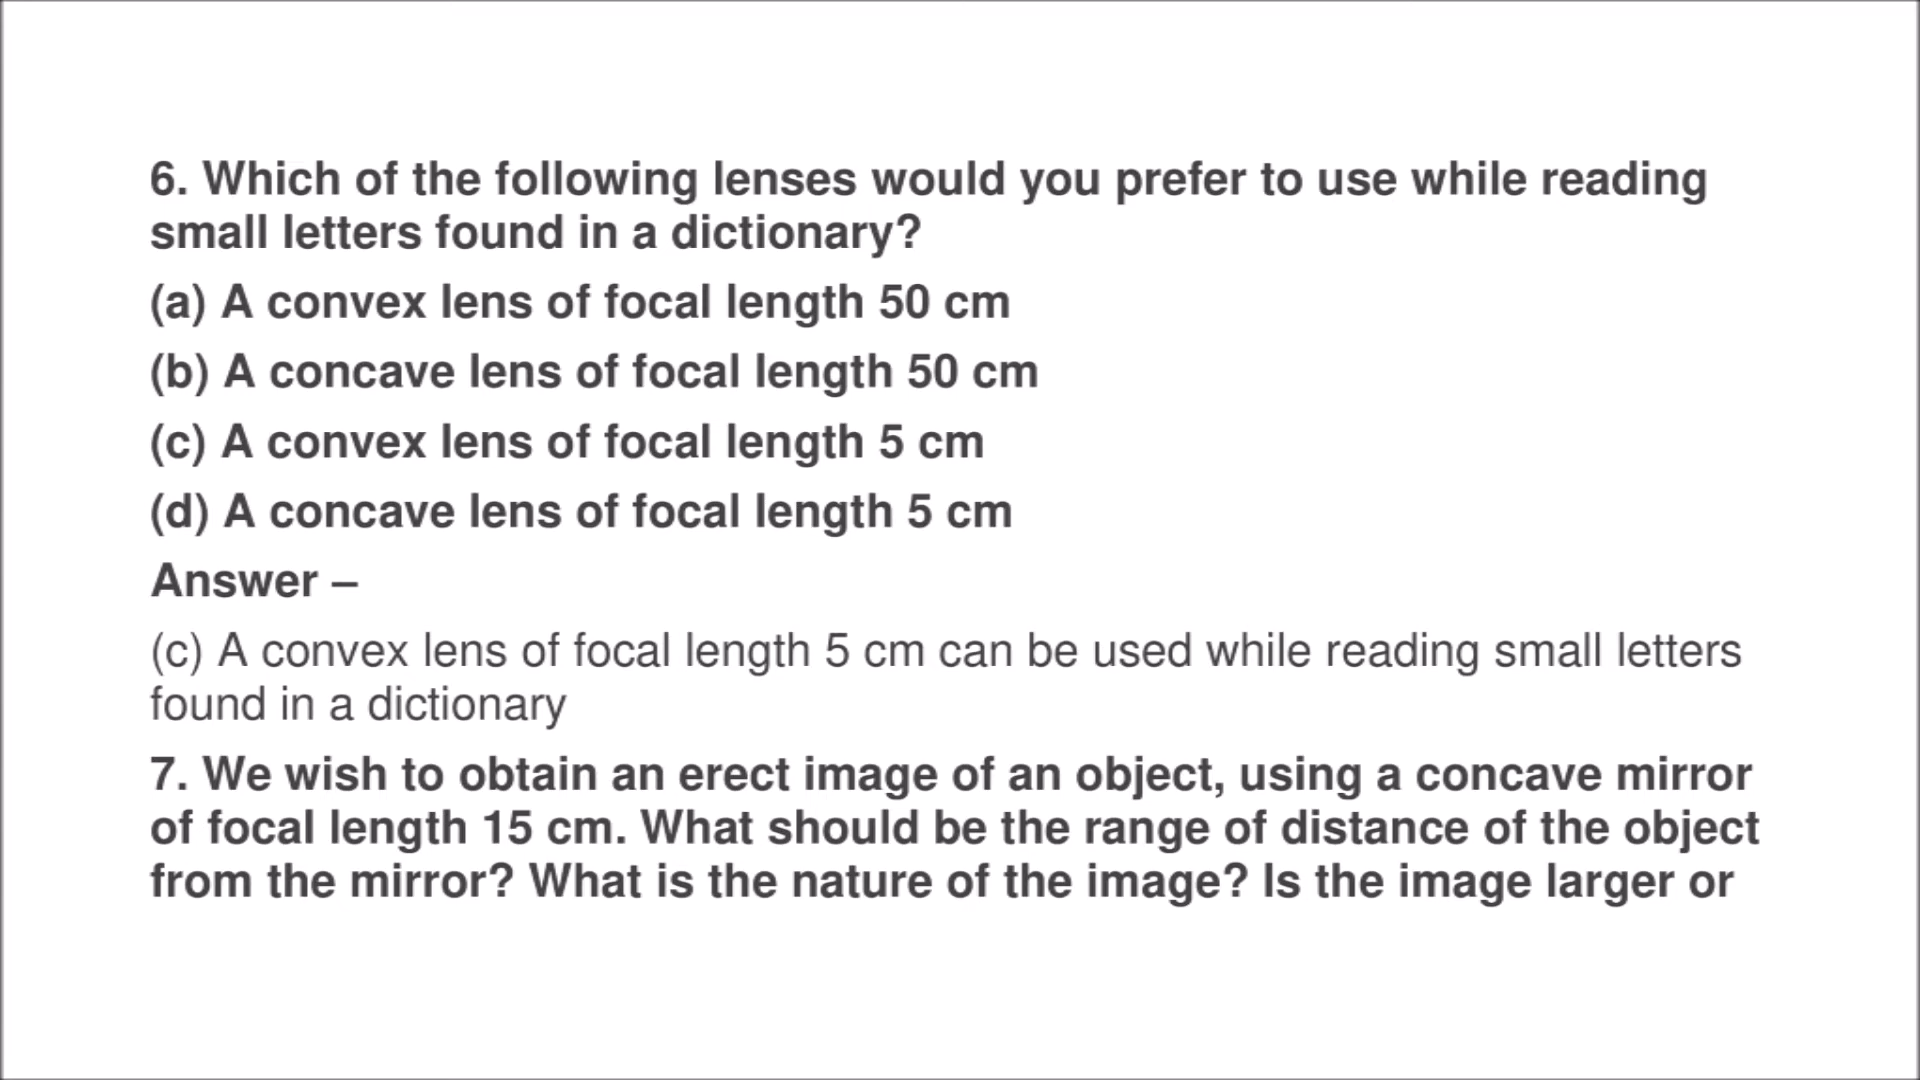 6. Which of the following lenses would you prefer to use while reading
small letters found in a dictionary?
(a) A convex lens of focal length 50 cm
(b) A concave lens of focal length 50 cm
(c) A convex lens of focal length 5 cm
(d) A concave lens of focal length 5 cm
Answer –
(c) A convex lens of focal length 5 cm can be used while reading small letters
found in a dictionary
7. We wish to obtain an erect image of an object, using a concave mirror
of focal length 15 cm. What should be the range of distance of the object
from the mirror? What is the nature of the image? Is the image larger or